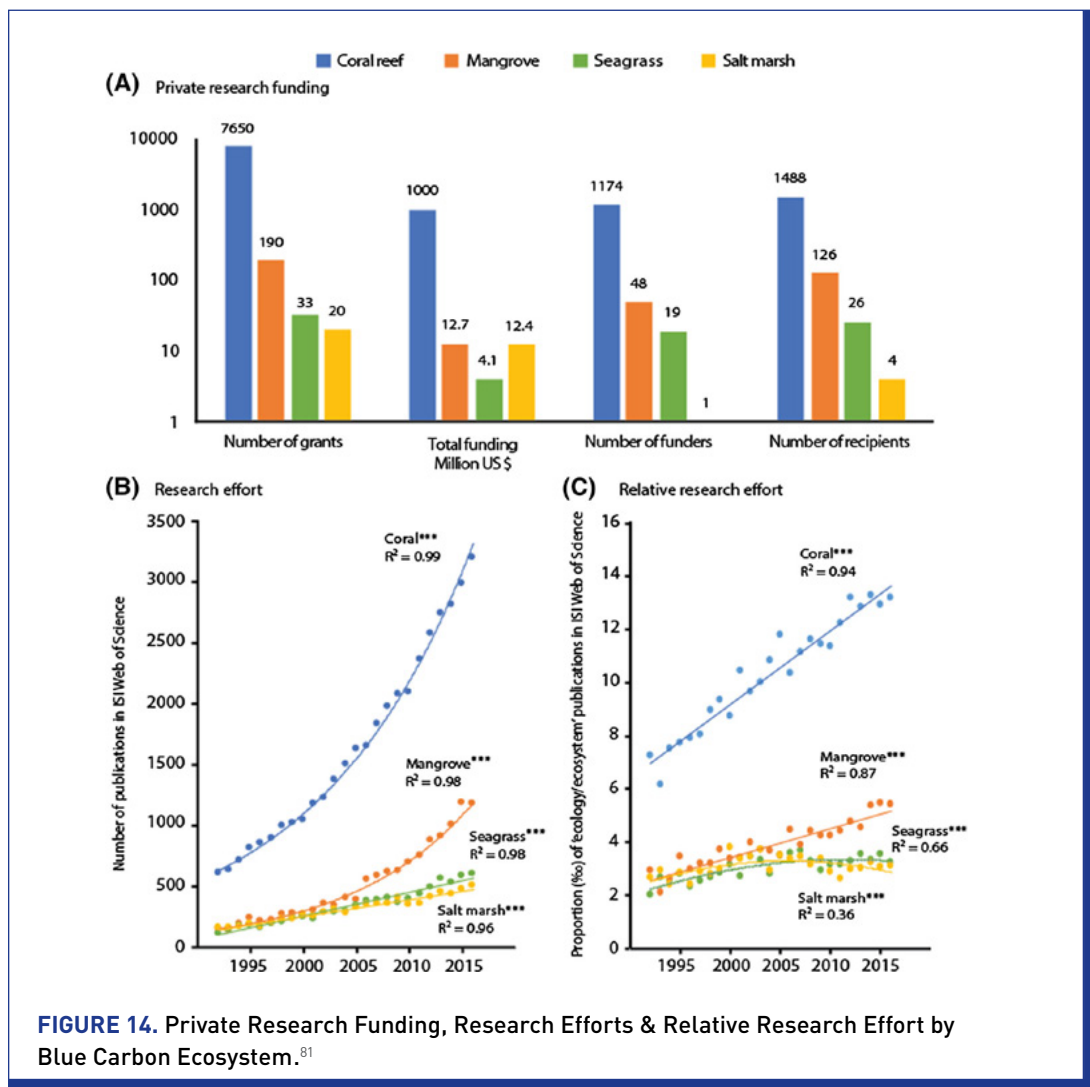 Coral reef Mangrove Seagrass Salt marsh
(A) Private research funding
10000
1000
100
10
1
7650
190
33
20
1000
12.7
4.1
12.4
1174
48
19
1
1488
126
26
4
Number of grants
Total funding
Million US $
Number of funders
Number of recipients
(B) Research effort
Number of publications in ISI Web of Science
3500
3000
2500
2000
1500
1000
500
0
Coral***
R² = 0.99
Mangrove***
R² = 0.98
Seagrass***
R² = 0.98
Salt marsh***
R² = 0.96
1995 2000 2005 2010 2015
(C) Relative research effort
Proportion (‰) of 'ecology/ecosystem' publications in ISI Web of Science
16
14
12
10
8
6
4
2
0
Coral***
R² = 0.94
Mangrove***
R² = 0.87
Seagrass***
R² = 0.66
Salt marsh***
R² = 0.36
1995 2000 2005 2010 2015
FIGURE 14. Private Research Funding, Research Efforts & Relative Research Effort by
Blue Carbon Ecosystem.81